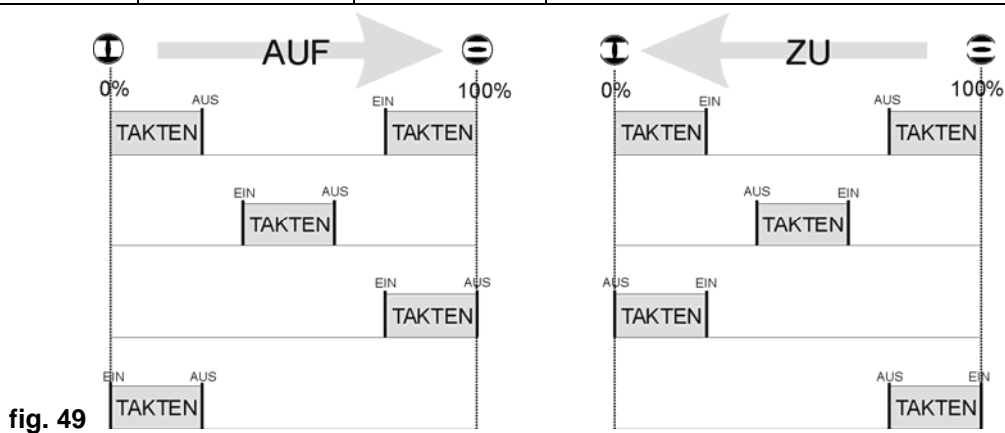 AUF ZU
0% 100% 0% 100%
AUS EIN EIN AUS
TAKTEN TAKTEN TAKTEN TAKTEN
EIN AUS AUS EIN
TAKTEN TAKTEN
EIN AUS AUS EIN
TAKTEN TAKTEN
EIN AUS AUS EIN
fig. 49 TAKTEN TAKTEN